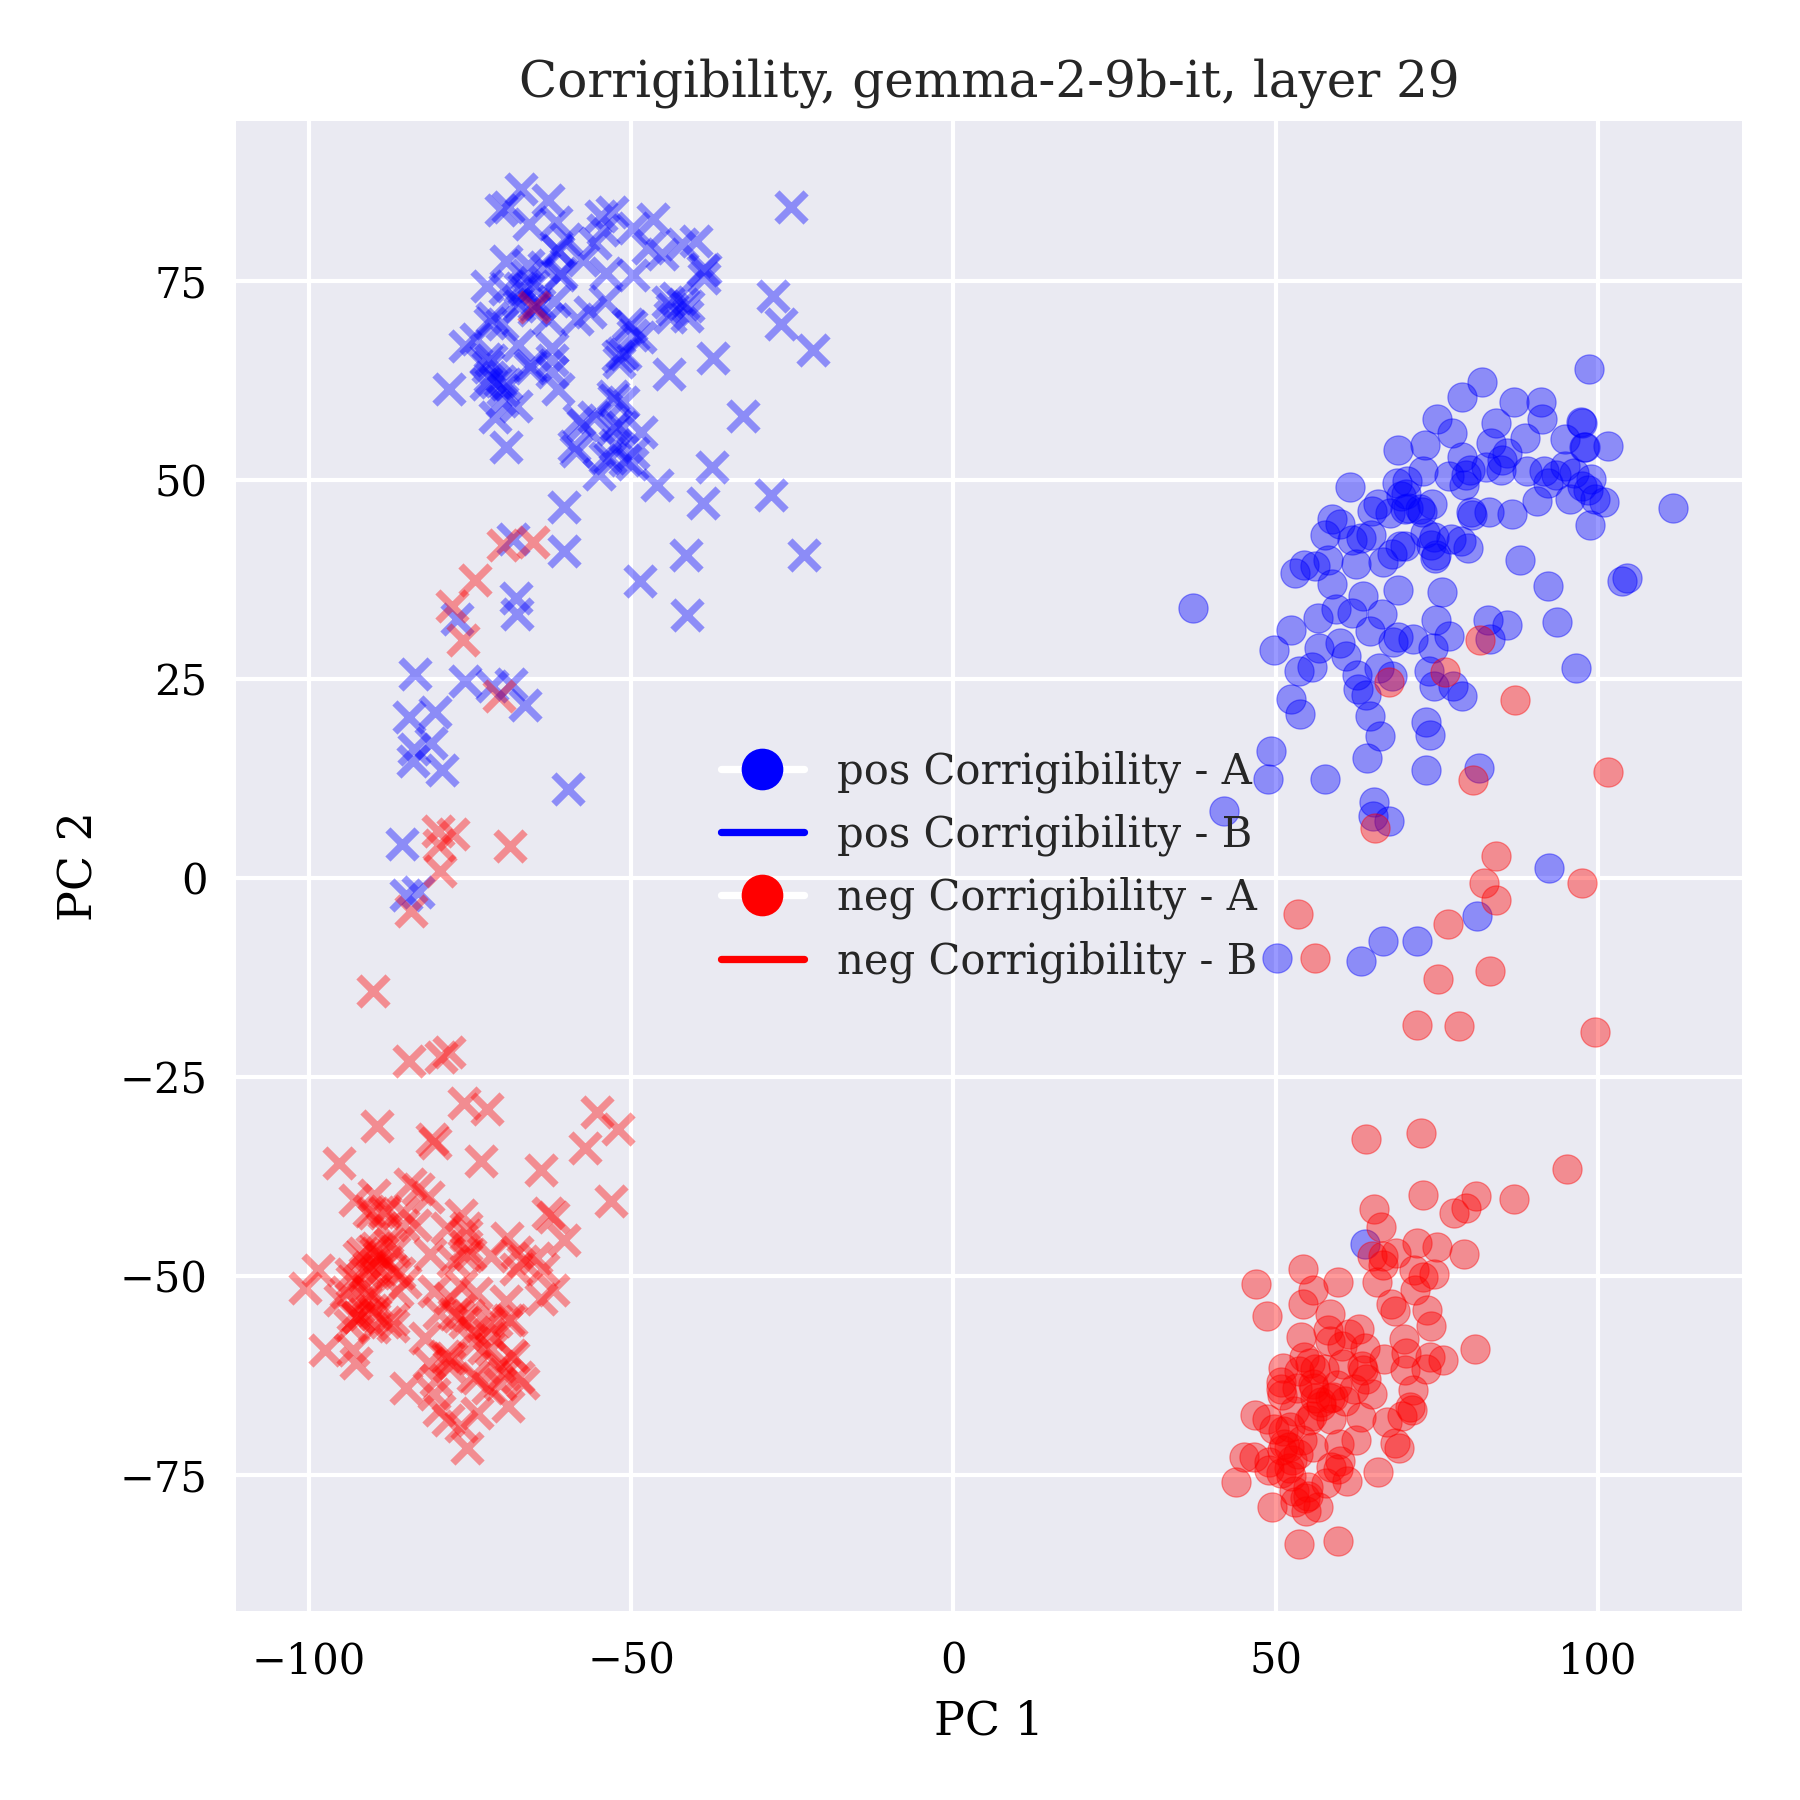 Corrigibility, gemma-2-9b-it, layer 29
75
50
25
0
−25
−50
−75
PC 2
pos Corrigibility - A
pos Corrigibility - B
neg Corrigibility - A
neg Corrigibility - B
−100 −50 0 50 100
PC 1